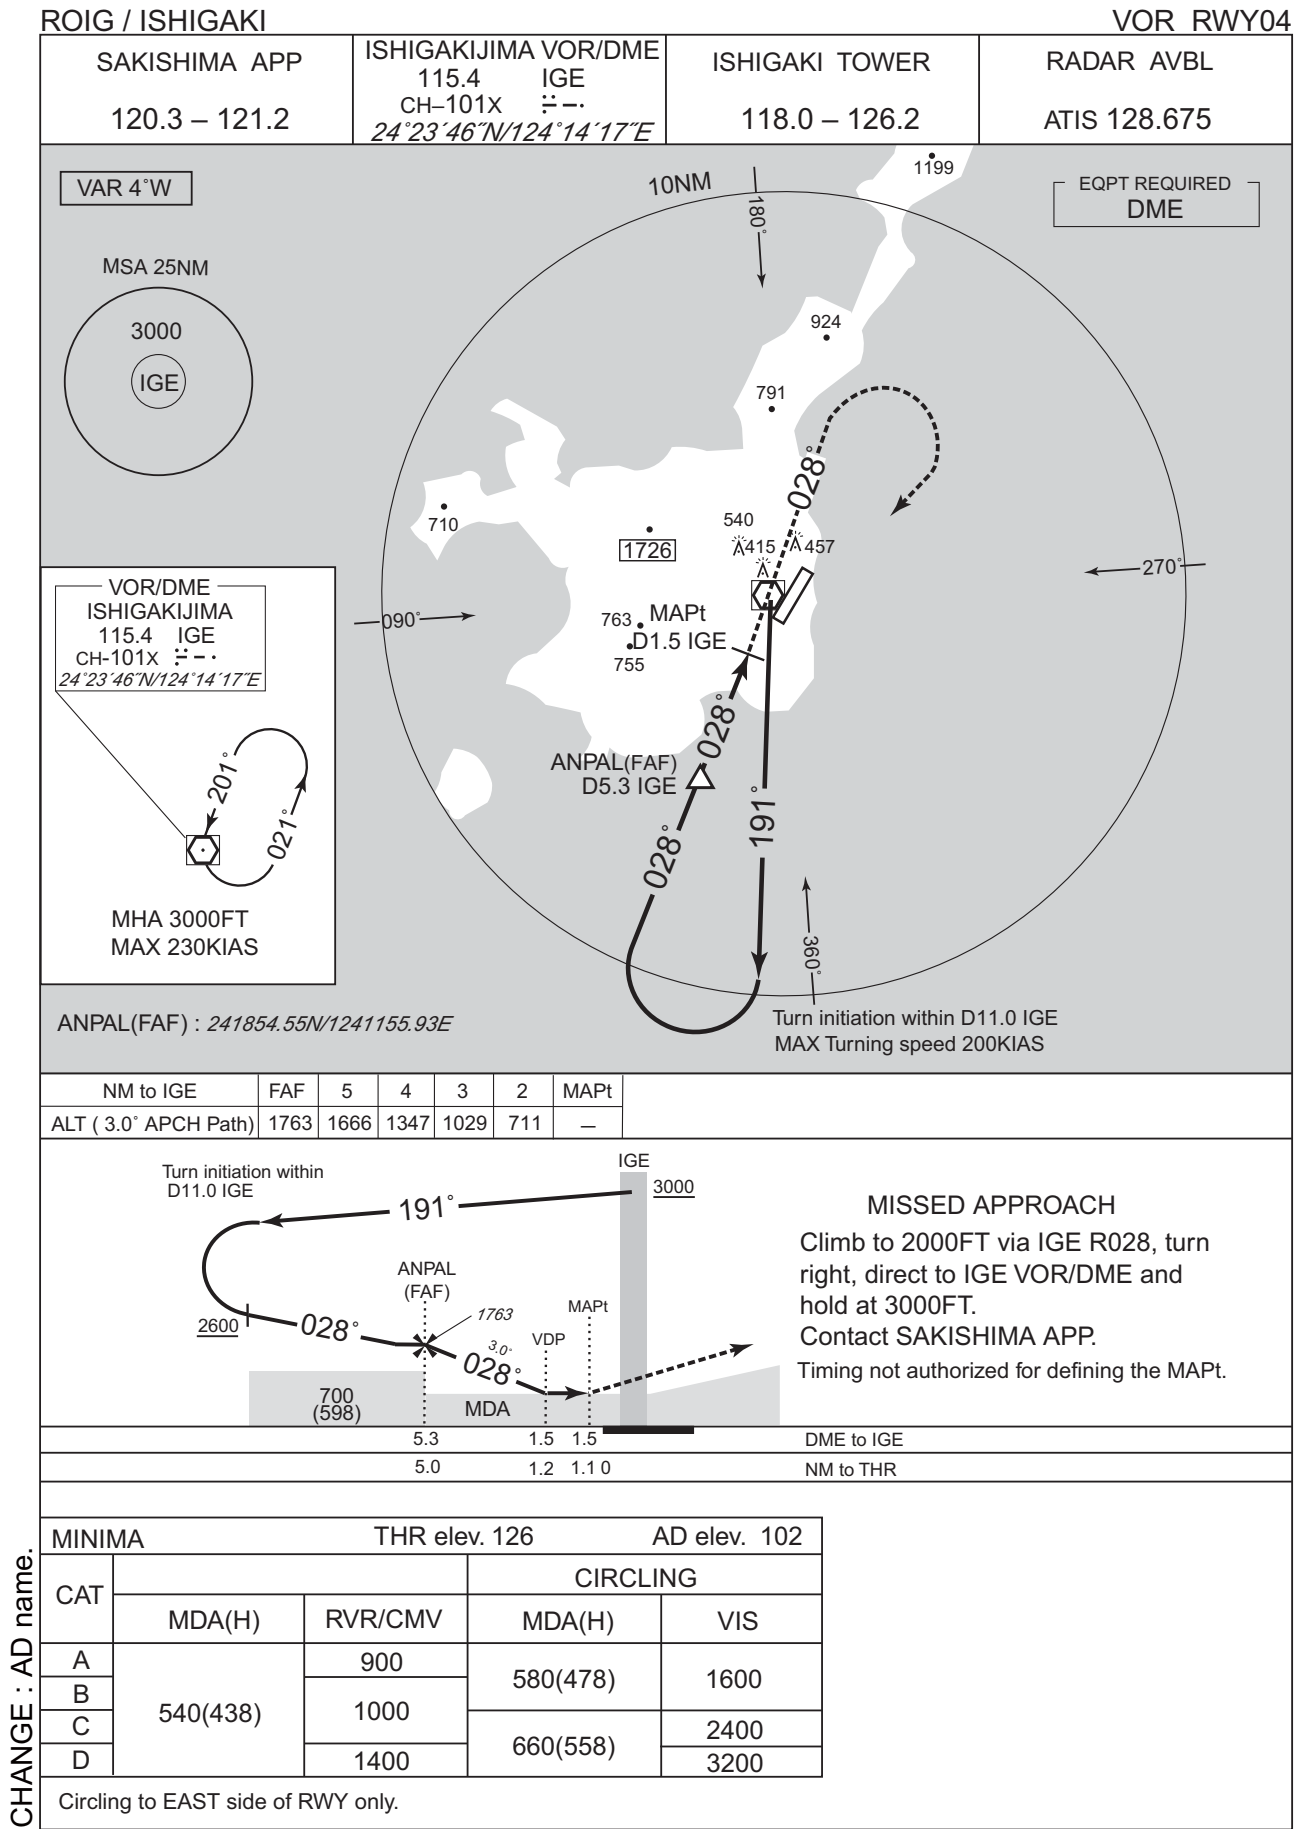 ROIG / ISHIGAKI
VOR RWY04
SAKISHIMA APP
120.3 – 121.2
ISHIGAKIJIMA VOR/DME
115.4 IGE
CH–101X
24°23´46˝N/124°14´17˝E
ISHIGAKI TOWER
118.0 – 126.2
RADAR AVBL
ATIS 128.675
VAR 4°W
10NM
180°
1199
EQPT REQUIRED
DME
MSA 25NM
3000
IGE
924
791
028°
710
540
1726
415
457
270°
090°
763
MAPt
D1.5 IGE
755
028°
ANPAL(FAF)
D5.3 IGE
191°
028°
360°
VOR/DME
ISHIGAKIJIMA
115.4 IGE
CH-101X
24°23´46˝N/124°14´17˝E
201°
021°
MHA 3000FT
MAX 230KIAS
ANPAL(FAF) : 241854.55N/1241155.93E
Turn initiation within D11.0 IGE
MAX Turning speed 200KIAS
NM to IGE FAF 5 4 3 2 MAPt
ALT ( 3.0° APCH Path) 1763 1666 1347 1029 711 —
Turn initiation within
D11.0 IGE
IGE
3000
191°
ANPAL
(FAF)
1763
MAPt
2600
028°
3.0°
028°
VDP
700
(598)
MDA
5.3 1.5 1.5 DME to IGE
5.0 1.2 1.1 0 NM to THR
MISSED APPROACH
Climb to 2000FT via IGE R028, turn
right, direct to IGE VOR/DME and
hold at 3000FT.
Contact SAKISHIMA APP.
Timing not authorized for defining the MAPt.
MINIMA THR elev. 126 AD elev. 102
CAT
CIRCLING
MDA(H) RVR/CMV MDA(H) VIS
A
B
C
D
540(438)
900
1000
1400
580(478)
660(558)
1600
2400
3200
Circling to EAST side of RWY only.
CHANGE : AD name.